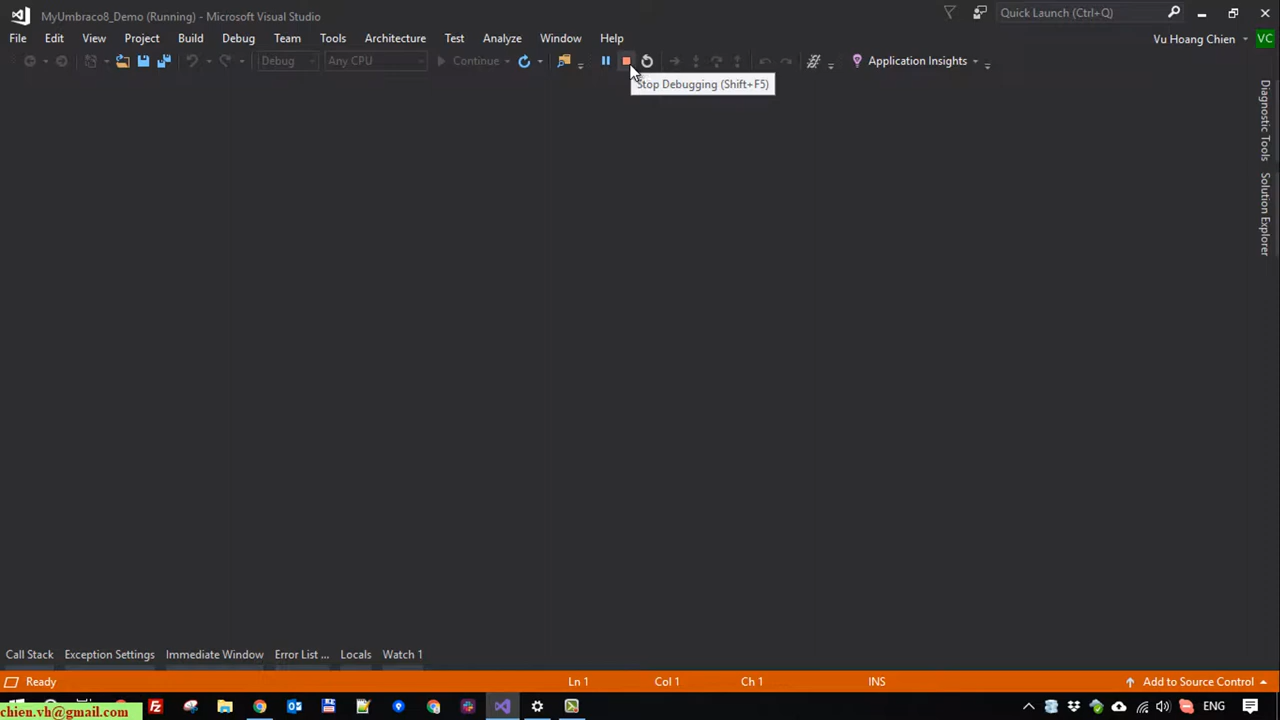 MyUmbraco8_Demo (Running) - Microsoft Visual Studio
Quick Launch (Ctrl+Q)
File Edit View Project Build Debug Team Tools Architecture Test Analyze Window Help
Vu Hoang Chien VC
Debug Any CPU Continue Application Insights
Stop Debugging (Shift+F5)
Diagnostic Tools
Solution Explorer
Call Stack Exception Settings Immediate Window Error List ... Locals Watch 1
Ready Ln 1 Col 1 Ch 1 INS Add to Source Control
ENG
chien.vh@gmail.com